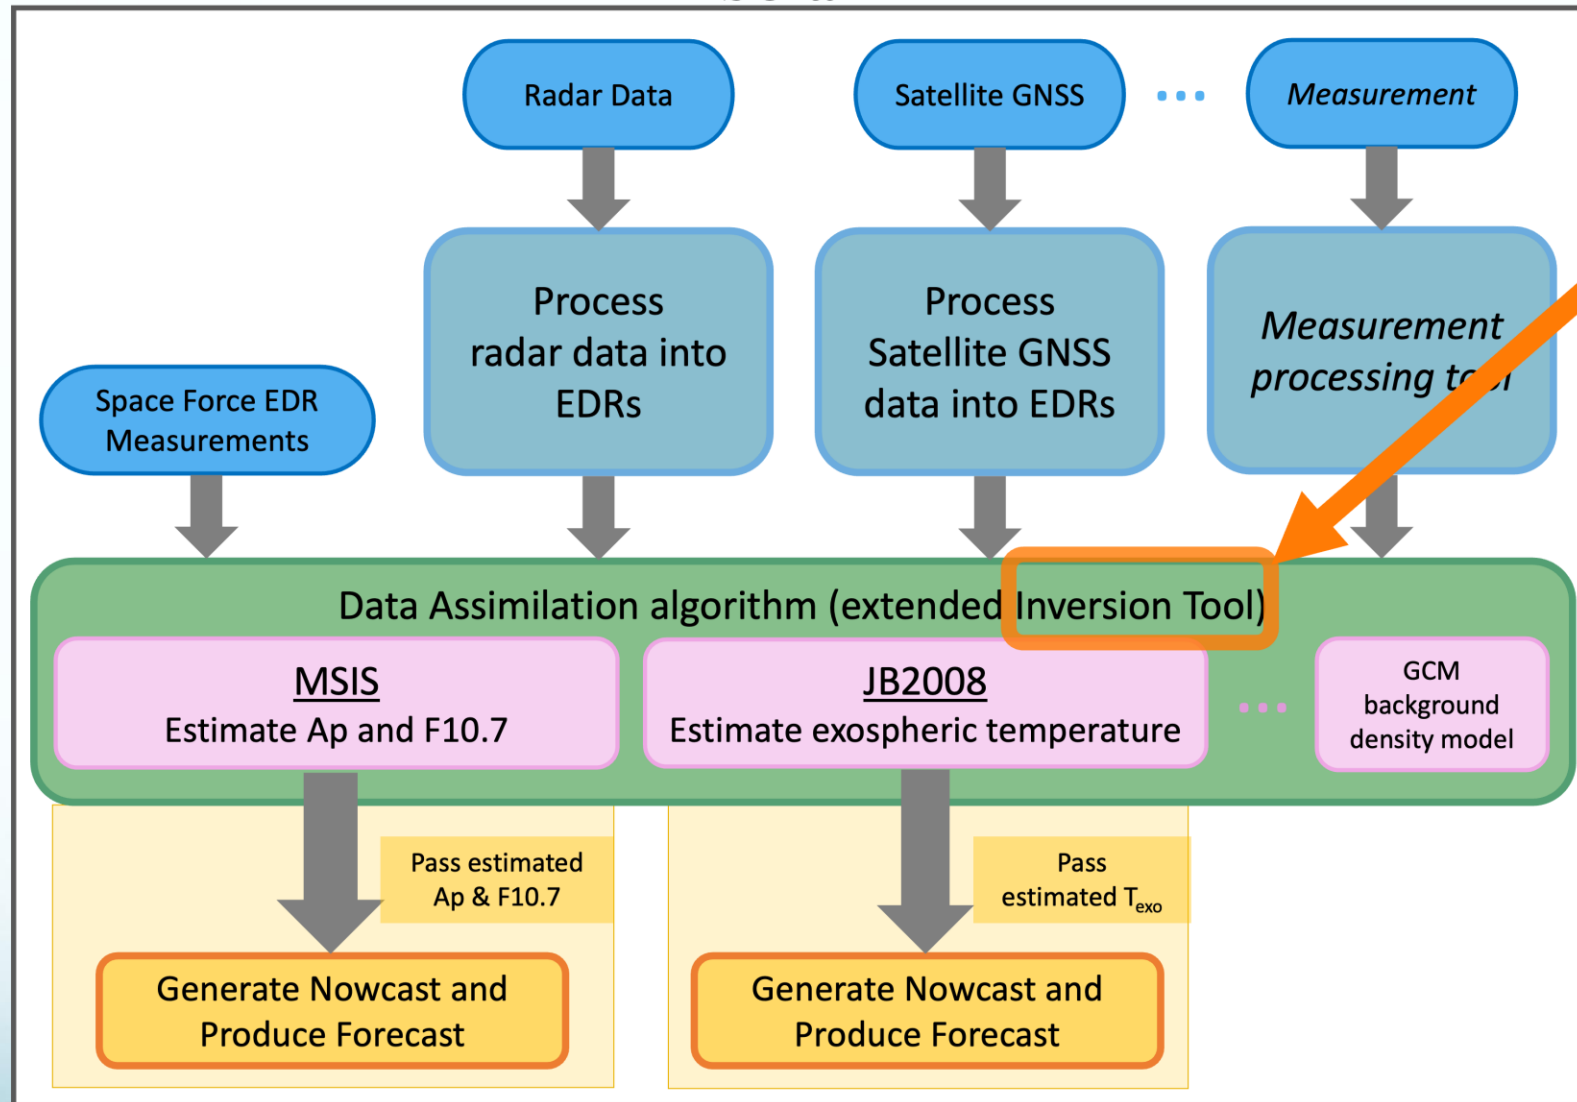 Radar Data
Satellite GNSS
...
Measurement
Process
radar data into
EDRs
Process
Satellite GNSS
data into EDRs
Measurement
processing tool
Space Force EDR
Measurements
Data Assimilation algorithm (extended Inversion Tool)
MSIS
Estimate Ap and F10.7
JB2008
Estimate exospheric temperature
...
GCM
background
density model
Pass estimated
Ap & F10.7
Pass
estimated Texo
Generate Nowcast and
Produce Forecast
Generate Nowcast and
Produce Forecast